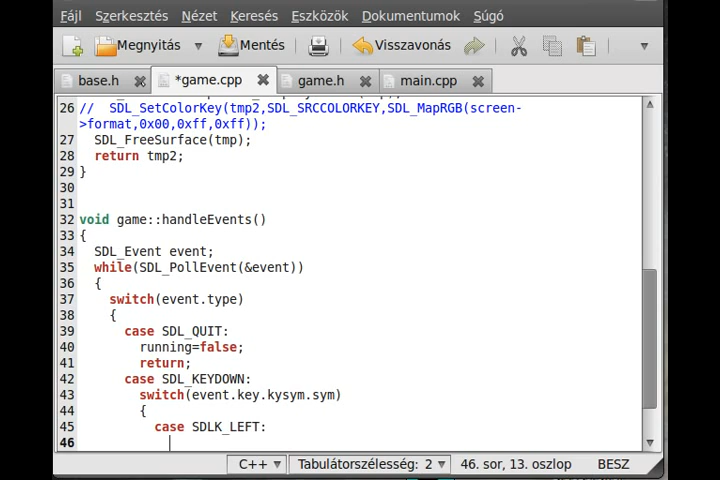 Fájl Szerkesztés Nézet Keresés Eszközök Dokumentumok Súgó
Megnyitás Mentés Visszavonás
base.h *game.cpp game.h main.cpp
26 // SDL_SetColorKey(tmp2,SDL_SRCCOLORKEY,SDL_MapRGB(screen-
>format,0x00,0xff,0xff));
27 SDL_FreeSurface(tmp);
28 return tmp2;
29 }
30
31
32 void game::handleEvents()
33 {
34 SDL_Event event;
35 while(SDL_PollEvent(&event))
36 {
37 switch(event.type)
38 {
39 case SDL_QUIT:
40 running=false;
41 return;
42 case SDL_KEYDOWN:
43 switch(event.key.kysym.sym)
44 {
45 case SDLK_LEFT:
46
C++ Tabulátorszélesség: 2 46. sor, 13. oszlop BESZ